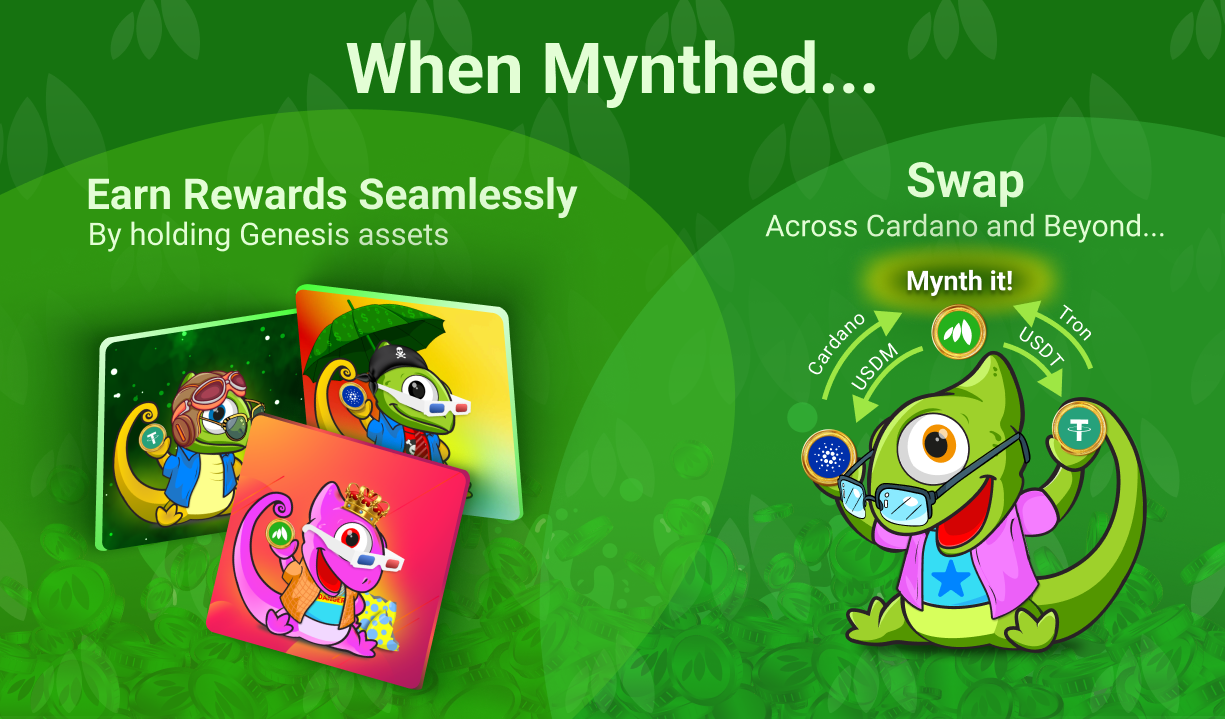 When Mynthed...
Earn Rewards Seamlessly
By holding Genesis assets
Swap
Across Cardano and Beyond...
Mynth it!
Cardano
USDM
USDT
Tron
DANGER